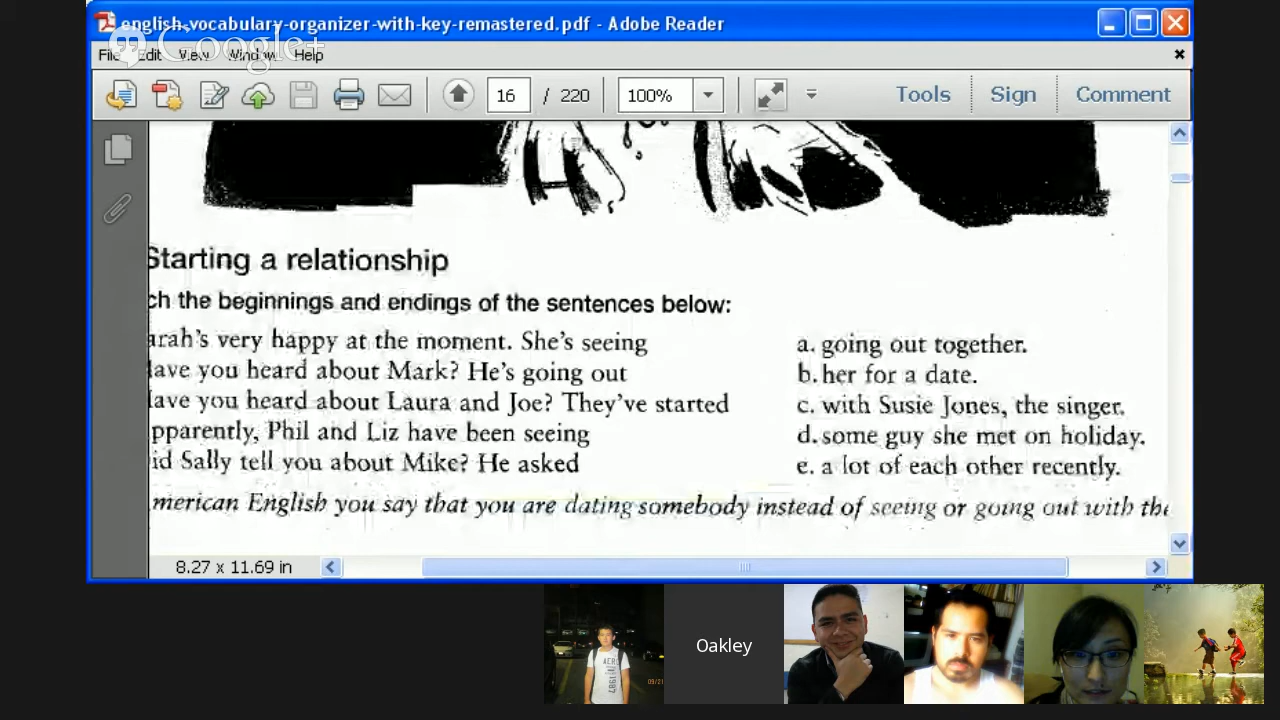 english-vocabulary-organizer-with-key-remastered.pdf - Adobe Reader
Google+
File Edit View Window Help
16 / 220 100% Tools Sign Comment
Starting a relationship
ch the beginnings and endings of the sentences below:
arah's very happy at the moment. She's seeing a. going out together.
ave you heard about Mark? He's going out b. her for a date.
ave you heard about Laura and Joe? They've started c. with Susie Jones, the singer.
pparently, Phil and Liz have been seeing d. some guy she met on holiday.
id Sally tell you about Mike? He asked e. a lot of each other recently.
merican English you say that you are dating somebody instead of seeing or going out with the
8.27 x 11.69 in
Oakley
AERO
1987
09/21